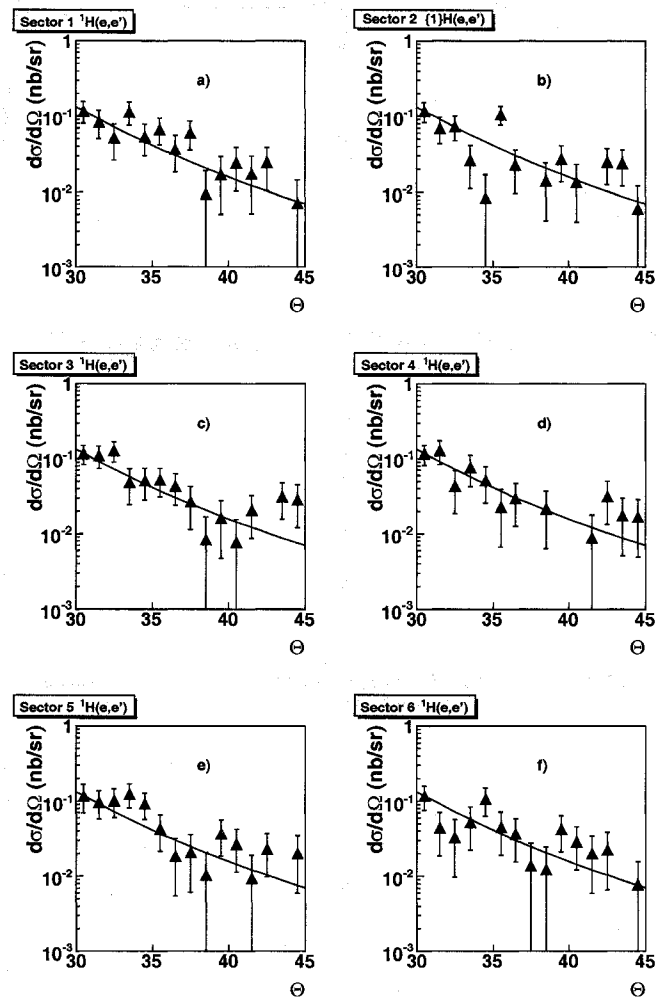 Sector 1 ¹H(e,e')
dσ/dΩ (nb/sr)
1
10⁻¹
10⁻²
10⁻³
a)
30 35 40 45
Θ
Sector 2 {1}H(e,e')
dσ/dΩ (nb/sr)
1
10⁻¹
10⁻²
10⁻³
b)
30 35 40 45
Θ
Sector 3 ¹H(e,e')
dσ/dΩ (nb/sr)
1
10⁻¹
10⁻²
10⁻³
c)
30 35 40 45
Θ
Sector 4 ¹H(e,e')
dσ/dΩ (nb/sr)
1
10⁻¹
10⁻²
10⁻³
d)
30 35 40 45
Θ
Sector 5 ¹H(e,e')
dσ/dΩ (nb/sr)
1
10⁻¹
10⁻²
10⁻³
e)
30 35 40 45
Θ
Sector 6 ¹H(e,e')
dσ/dΩ (nb/sr)
1
10⁻¹
10⁻²
10⁻³
f)
30 35 40 45
Θ